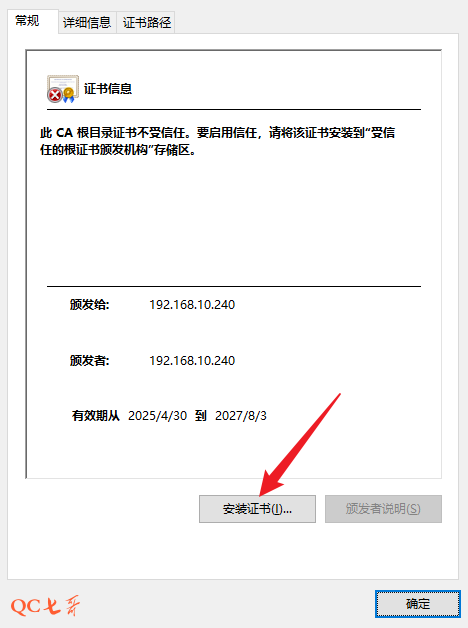 常规 详细信息 证书路径
证书信息
此 CA 根目录证书不受信任。要启用信任，请将该证书安装到"受信
任的根证书颁发机构"存储区。
颁发给: 192.168.10.240
颁发者: 192.168.10.240
有效期从 2025/4/30 到 2027/8/3
安装证书(I)... 颁发者说明(S)
QC七哥 确定